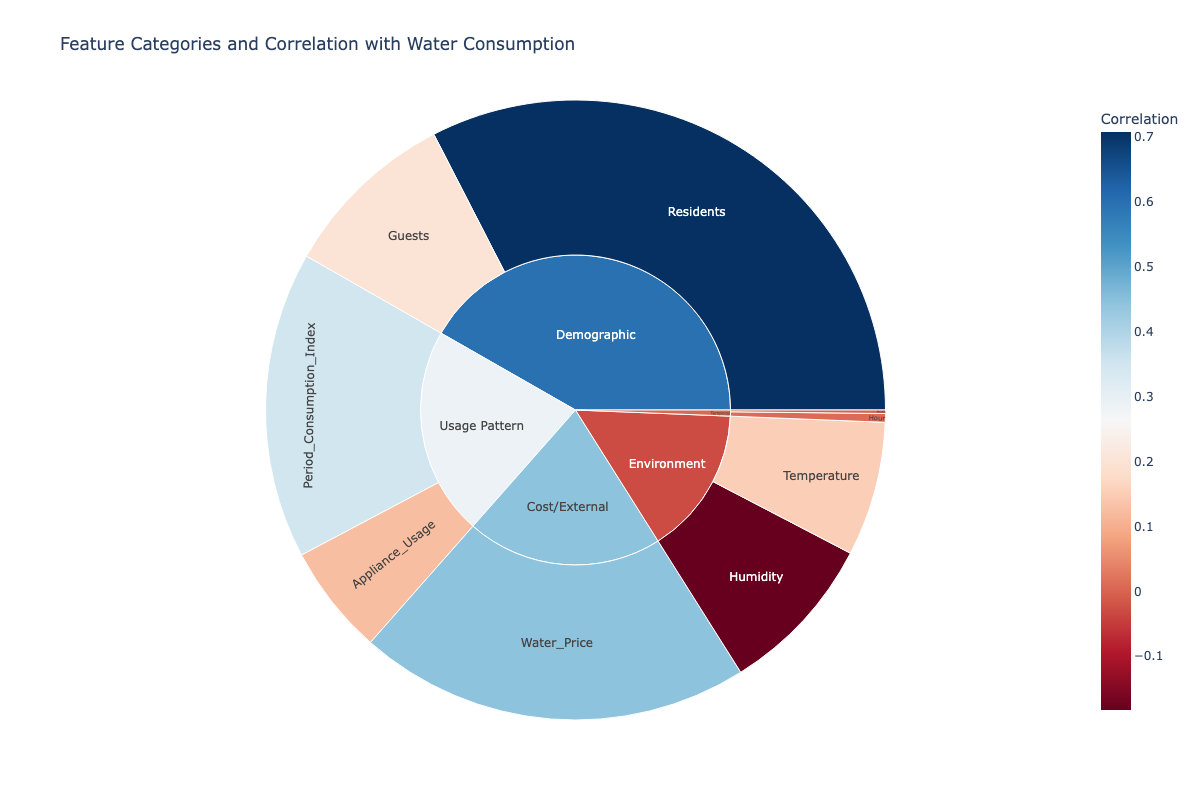 Feature Categories and Correlation with Water Consumption
Correlation
0.7
0.6
0.5
0.4
0.3
0.2
0.1
0
−0.1
Residents
Guests
Demographic
Period_Consumption_Index
Usage Pattern
Environment
Hour
Temperature
Cost/External
Appliance_Usage
Humidity
Water_Price